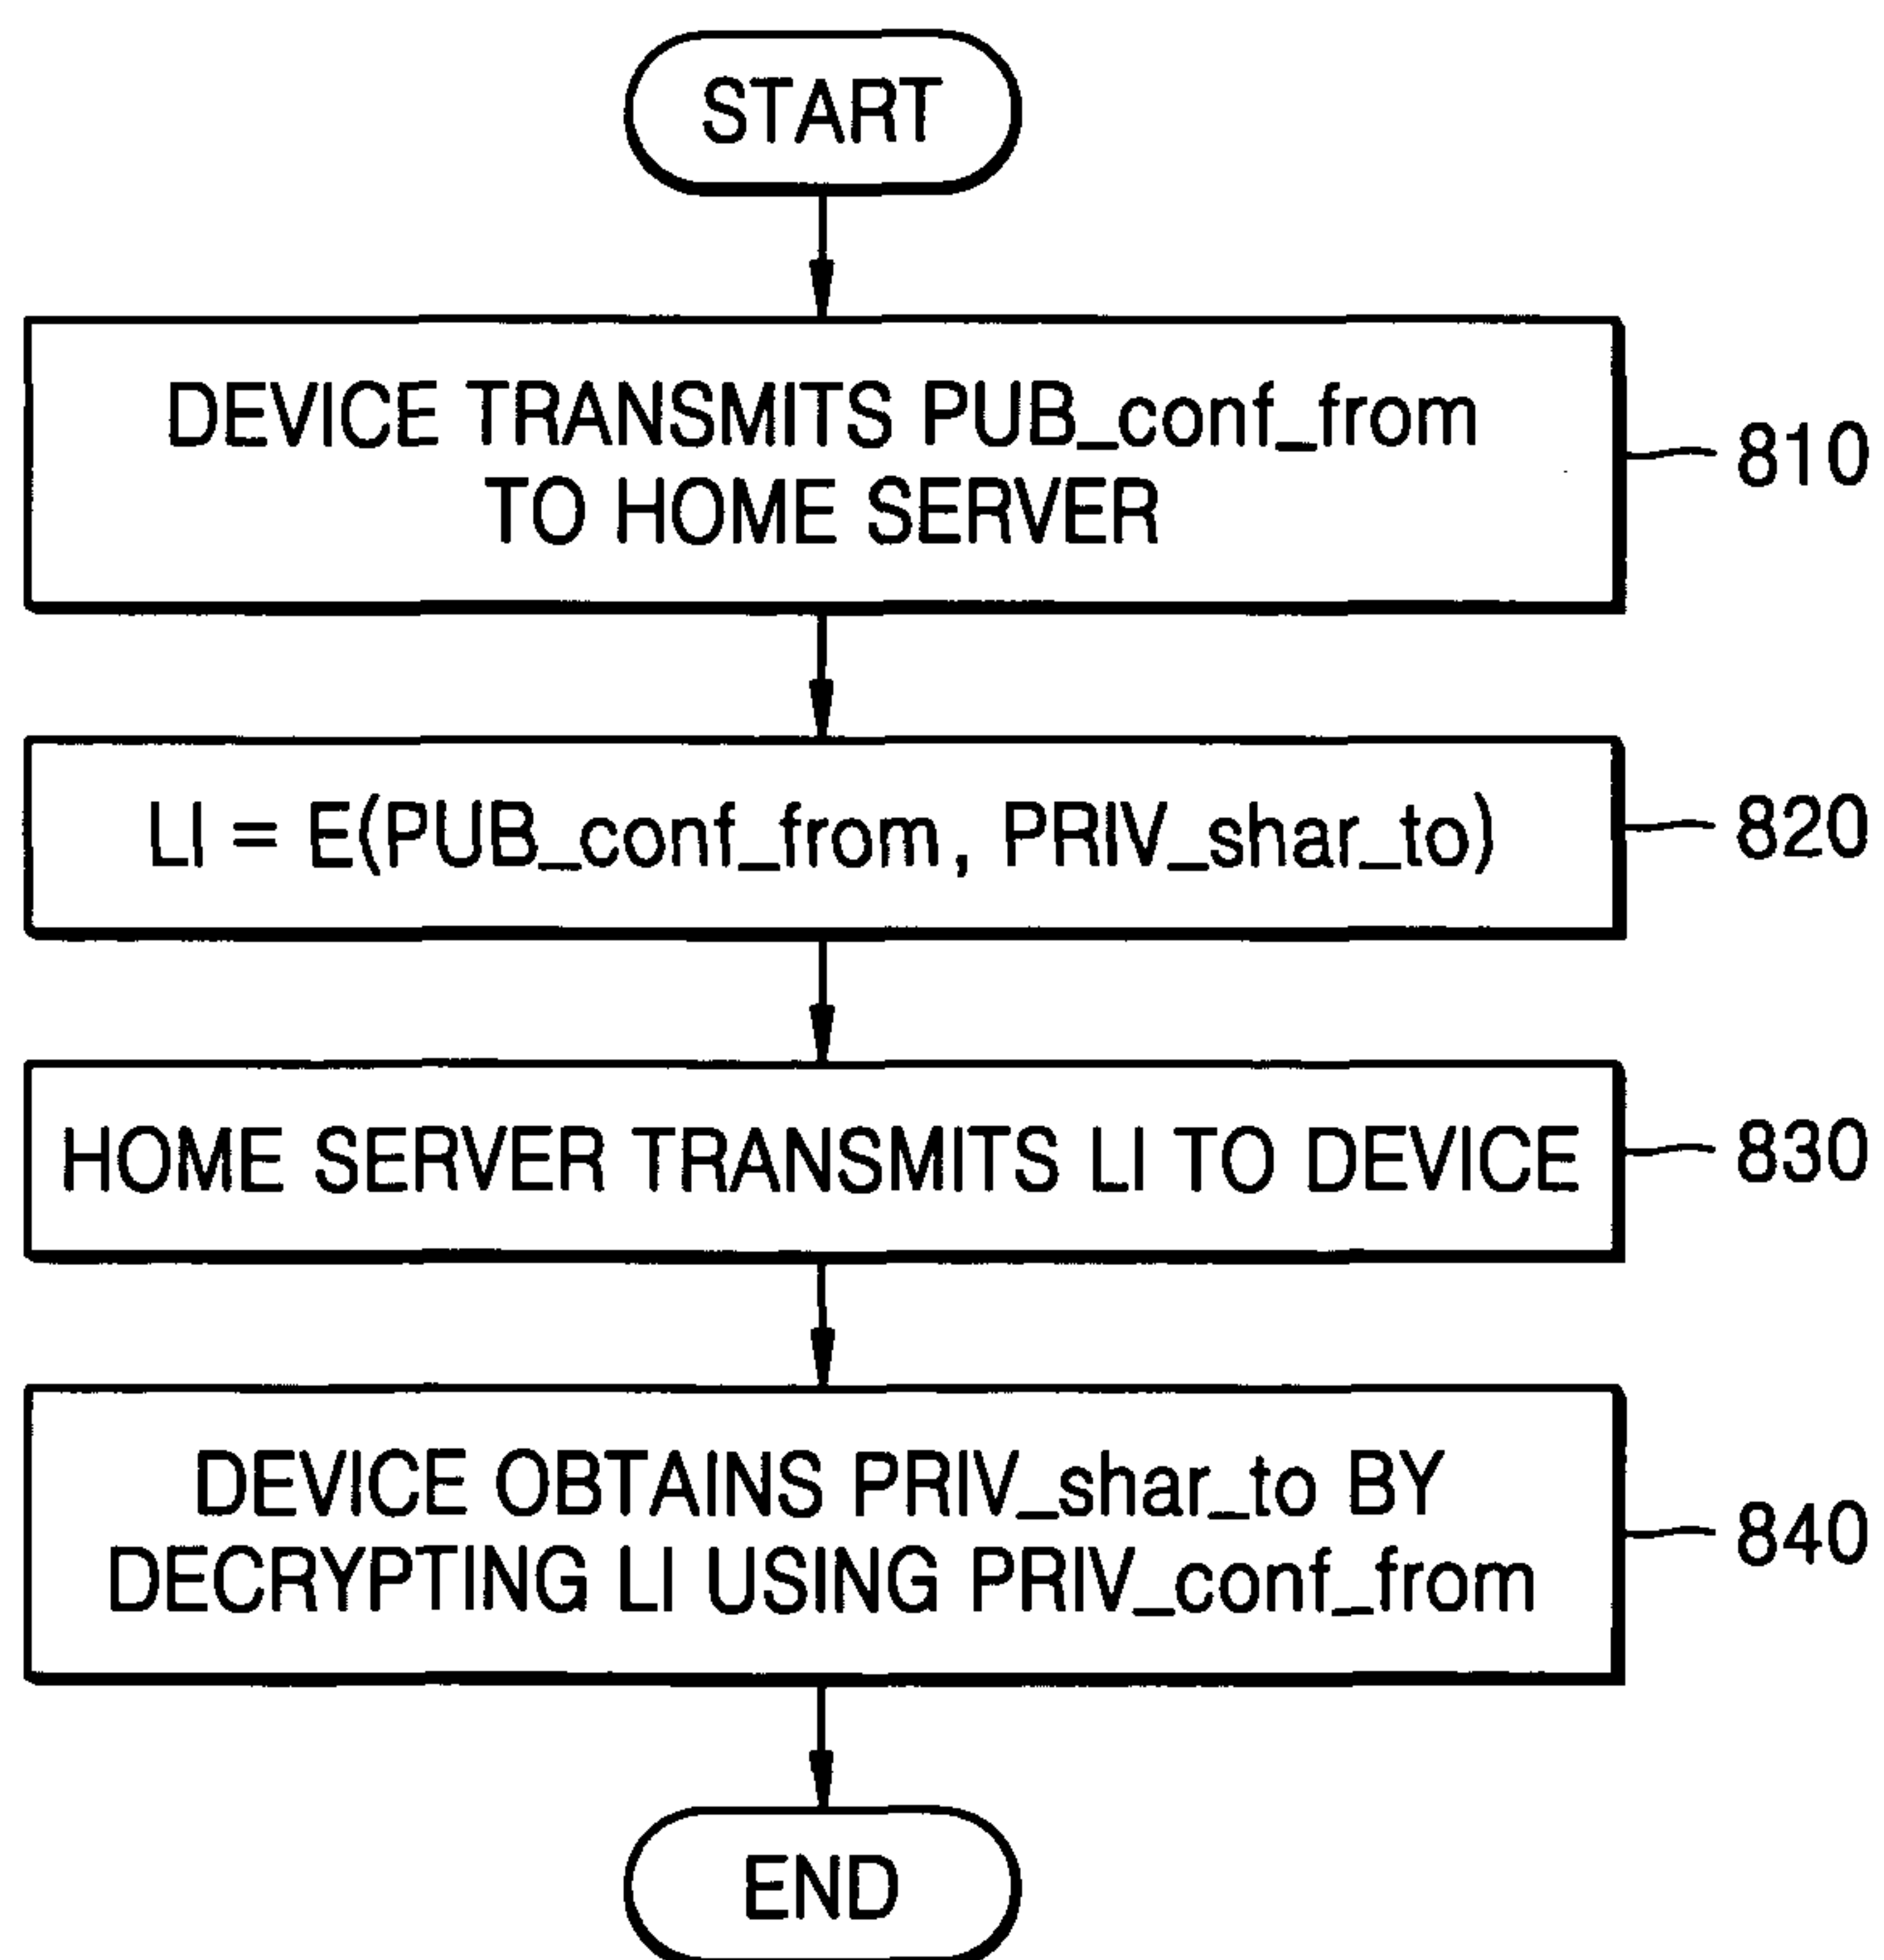 START
DEVICE TRANSMITS PUB_conf_from
TO HOME SERVER
810
LI = E(PUB_conf_from, PRIV_shar_to)
820
HOME SERVER TRANSMITS LI TO DEVICE
830
DEVICE OBTAINS PRIV_shar_to BY
DECRYPTING LI USING PRIV_conf_from
840
END